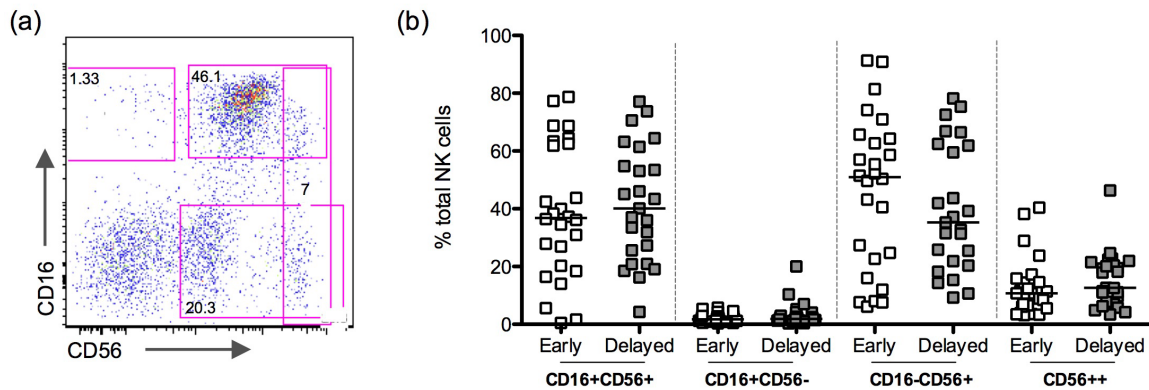 (a)
1.33
46.1
7
20.3
CD16
CD56
(b)
% total NK cells
100
80
60
40
20
0
Early Delayed Early Delayed Early Delayed Early Delayed
CD16+CD56+ CD16+CD56- CD16-CD56+ CD56++